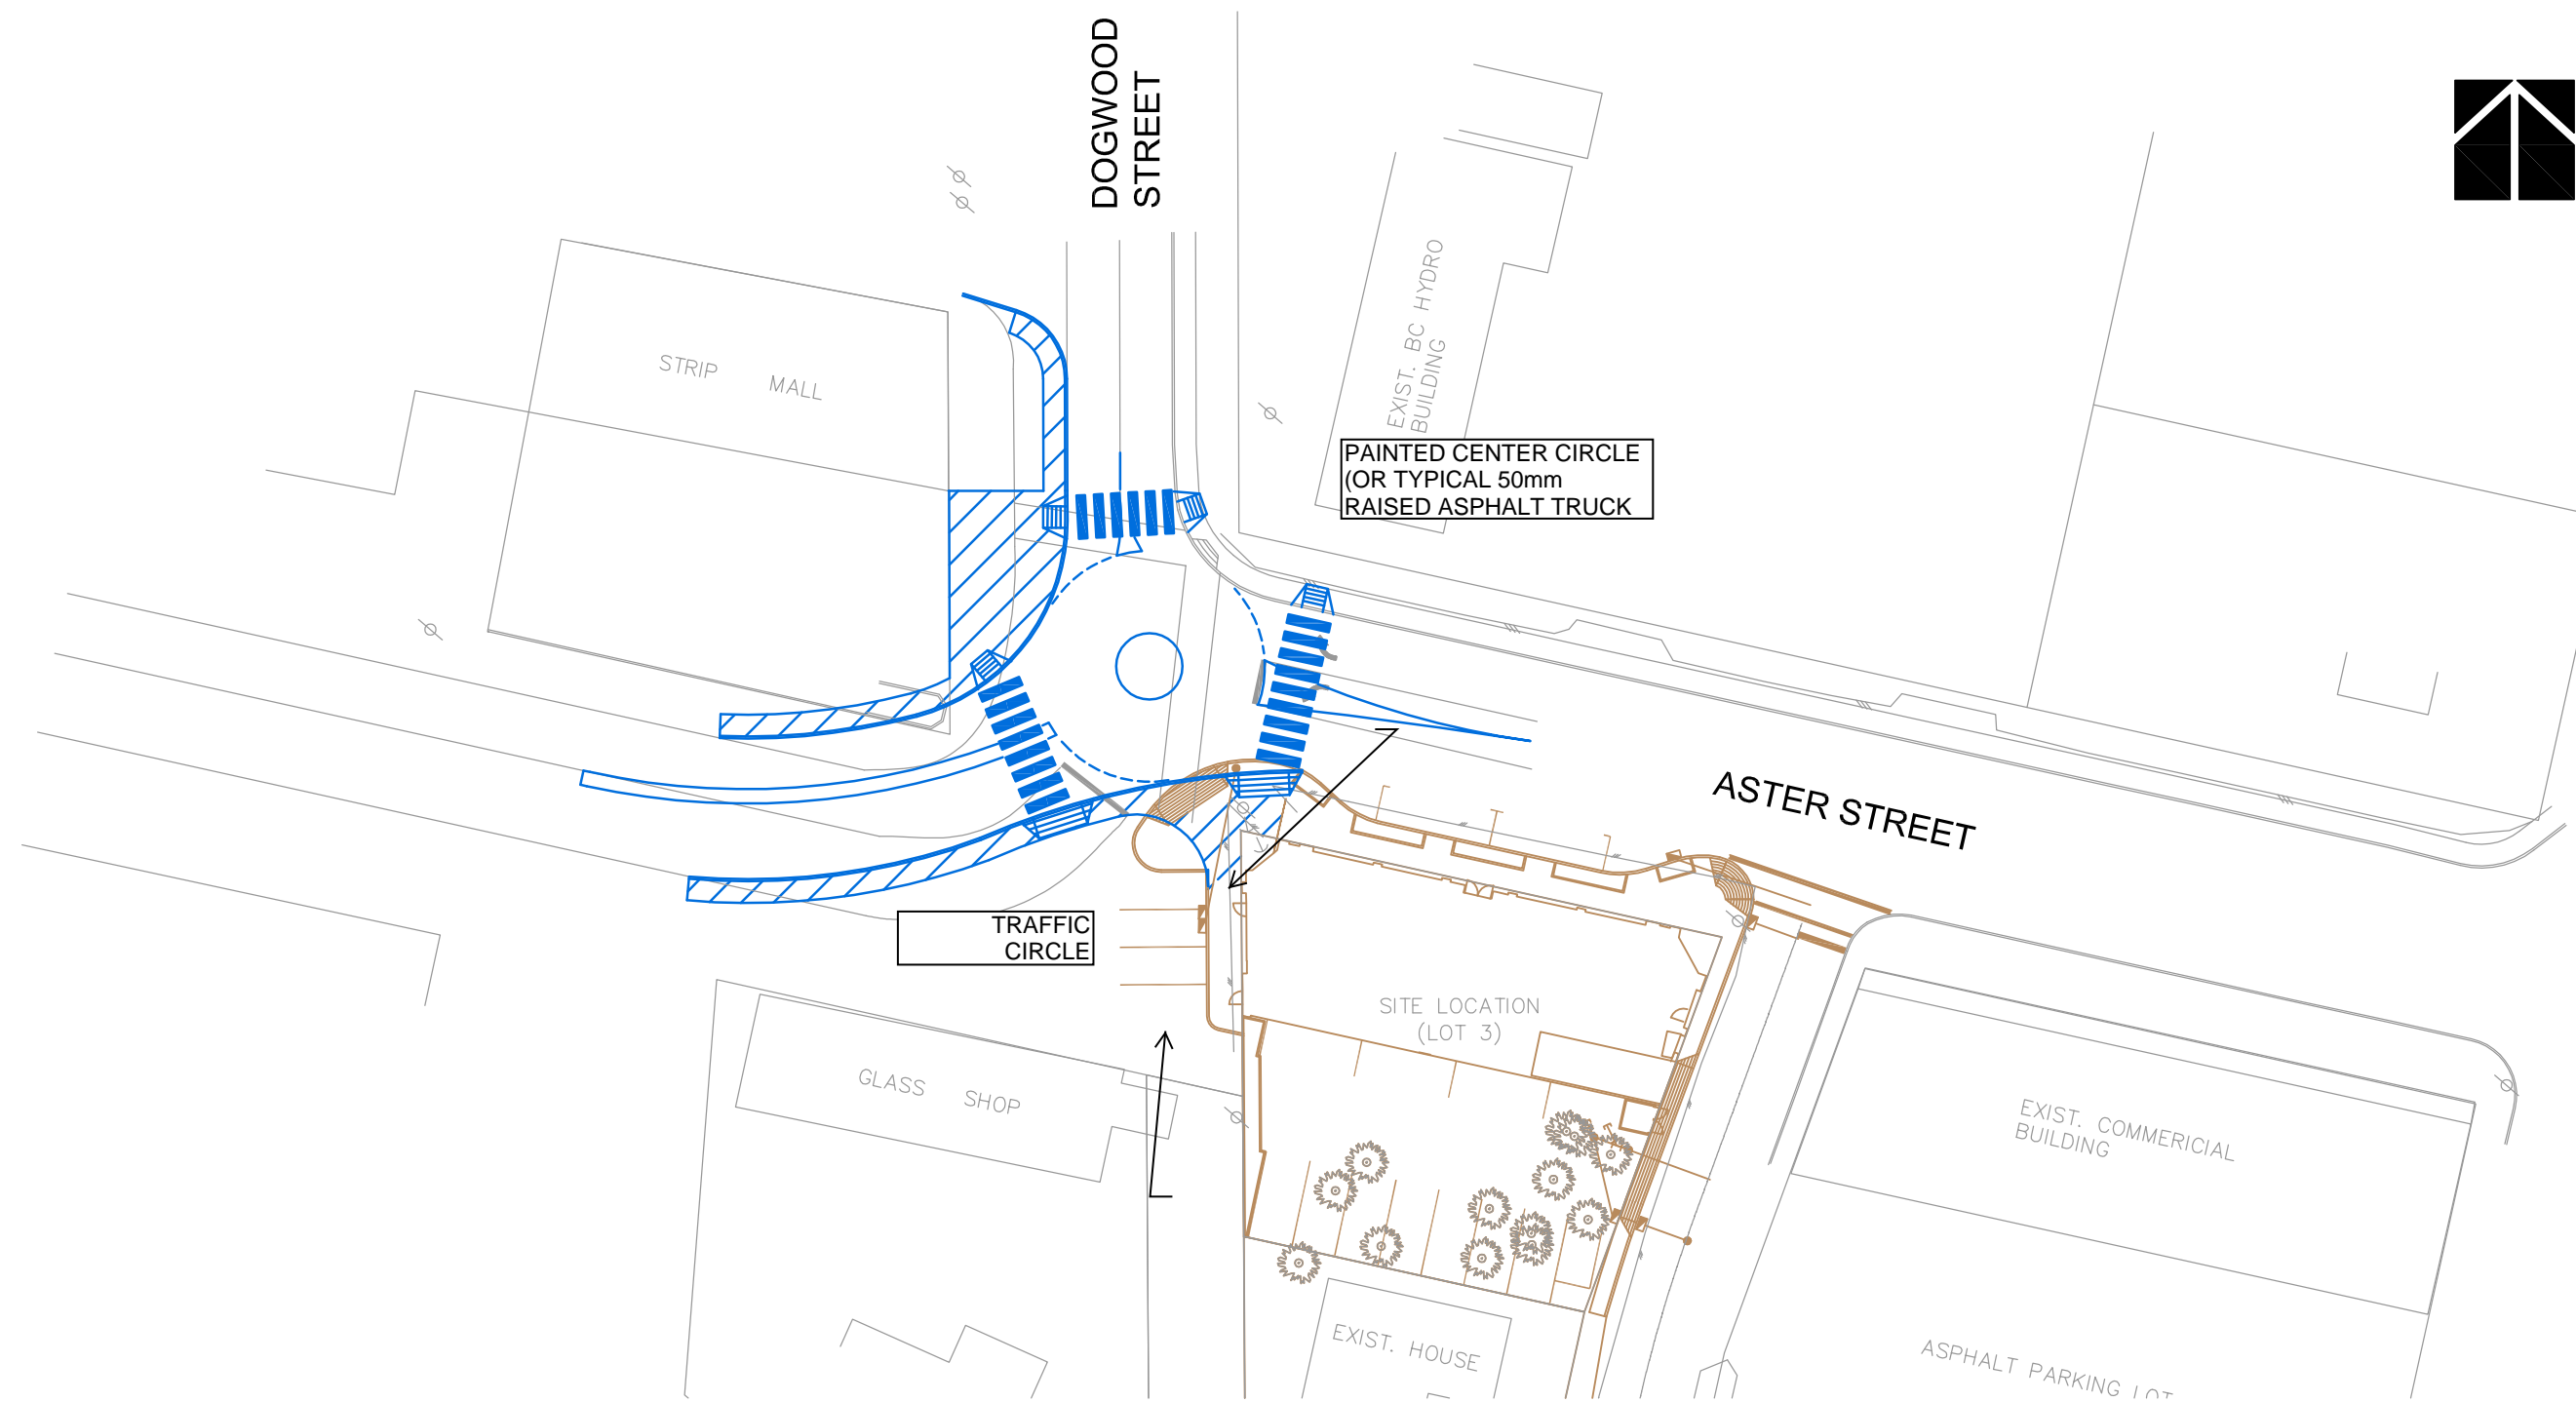 DOGWOOD
STREET
STRIP MALL
EXIST. BC HYDRO
BUILDING
PAINTED CENTER CIRCLE
(OR TYPICAL 50mm
RAISED ASPHALT TRUCK
ASTER STREET
TRAFFIC
CIRCLE
SITE LOCATION
(LOT 3)
GLASS SHOP
EXIST. COMMERICIAL
BUILDING
EXIST. HOUSE
ASPHALT PARKING LOT